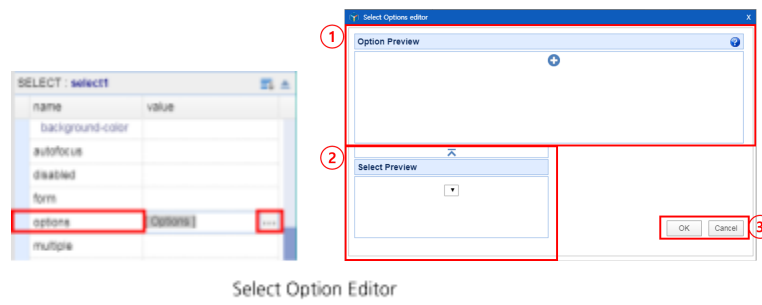 SELECT : select1
name value
background-color
autofocus
disabled
form
options [ Options ] ...
multiple
1
Select Options editor X
Option Preview ?
2
Select Preview
OK Cancel 3
Select Option Editor